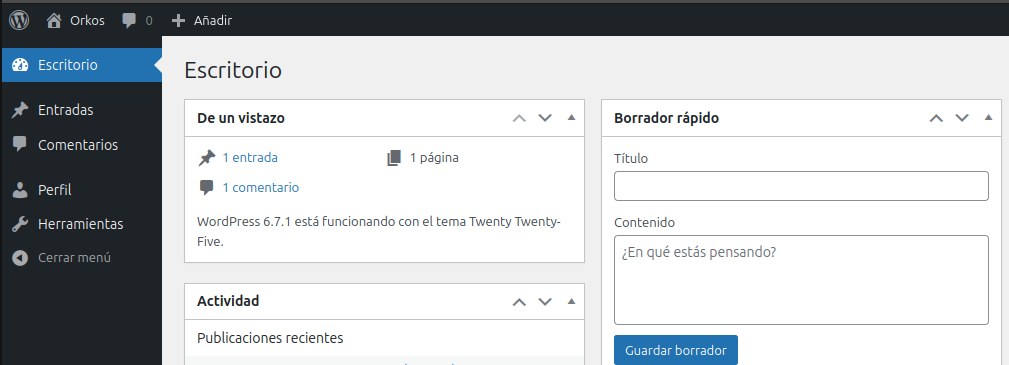 Orkos
0
Añadir
Escritorio
Entradas
Comentarios
Perfil
Herramientas
Cerrar menú
Escritorio
De un vistazo
1 entrada
1 página
1 comentario
WordPress 6.7.1 está funcionando con el tema Twenty Twenty-
Five.
Actividad
Publicaciones recientes
Borrador rápido
Título
Contenido
¿En qué estás pensando?
Guardar borrador